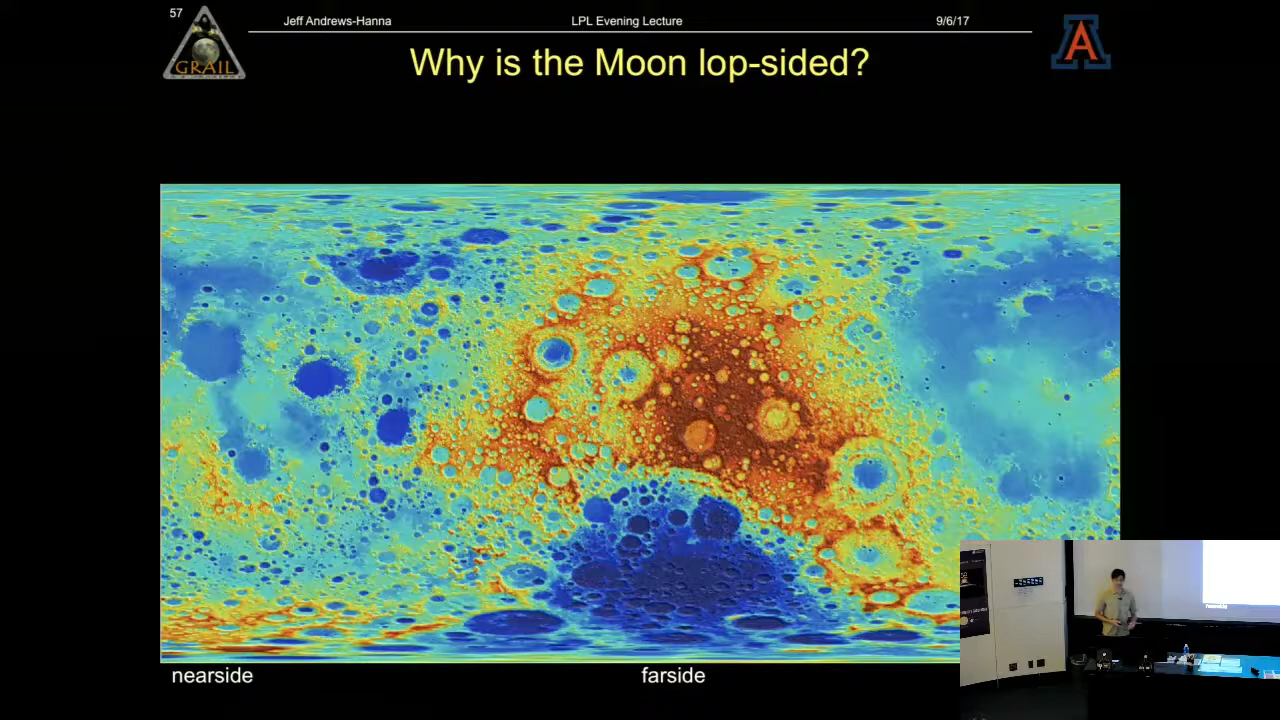 57
Jeff Andrews-Hanna
LPL Evening Lecture
9/6/17
GRAIL
A
Why is the Moon lop-sided?
nearside
farside
nearside